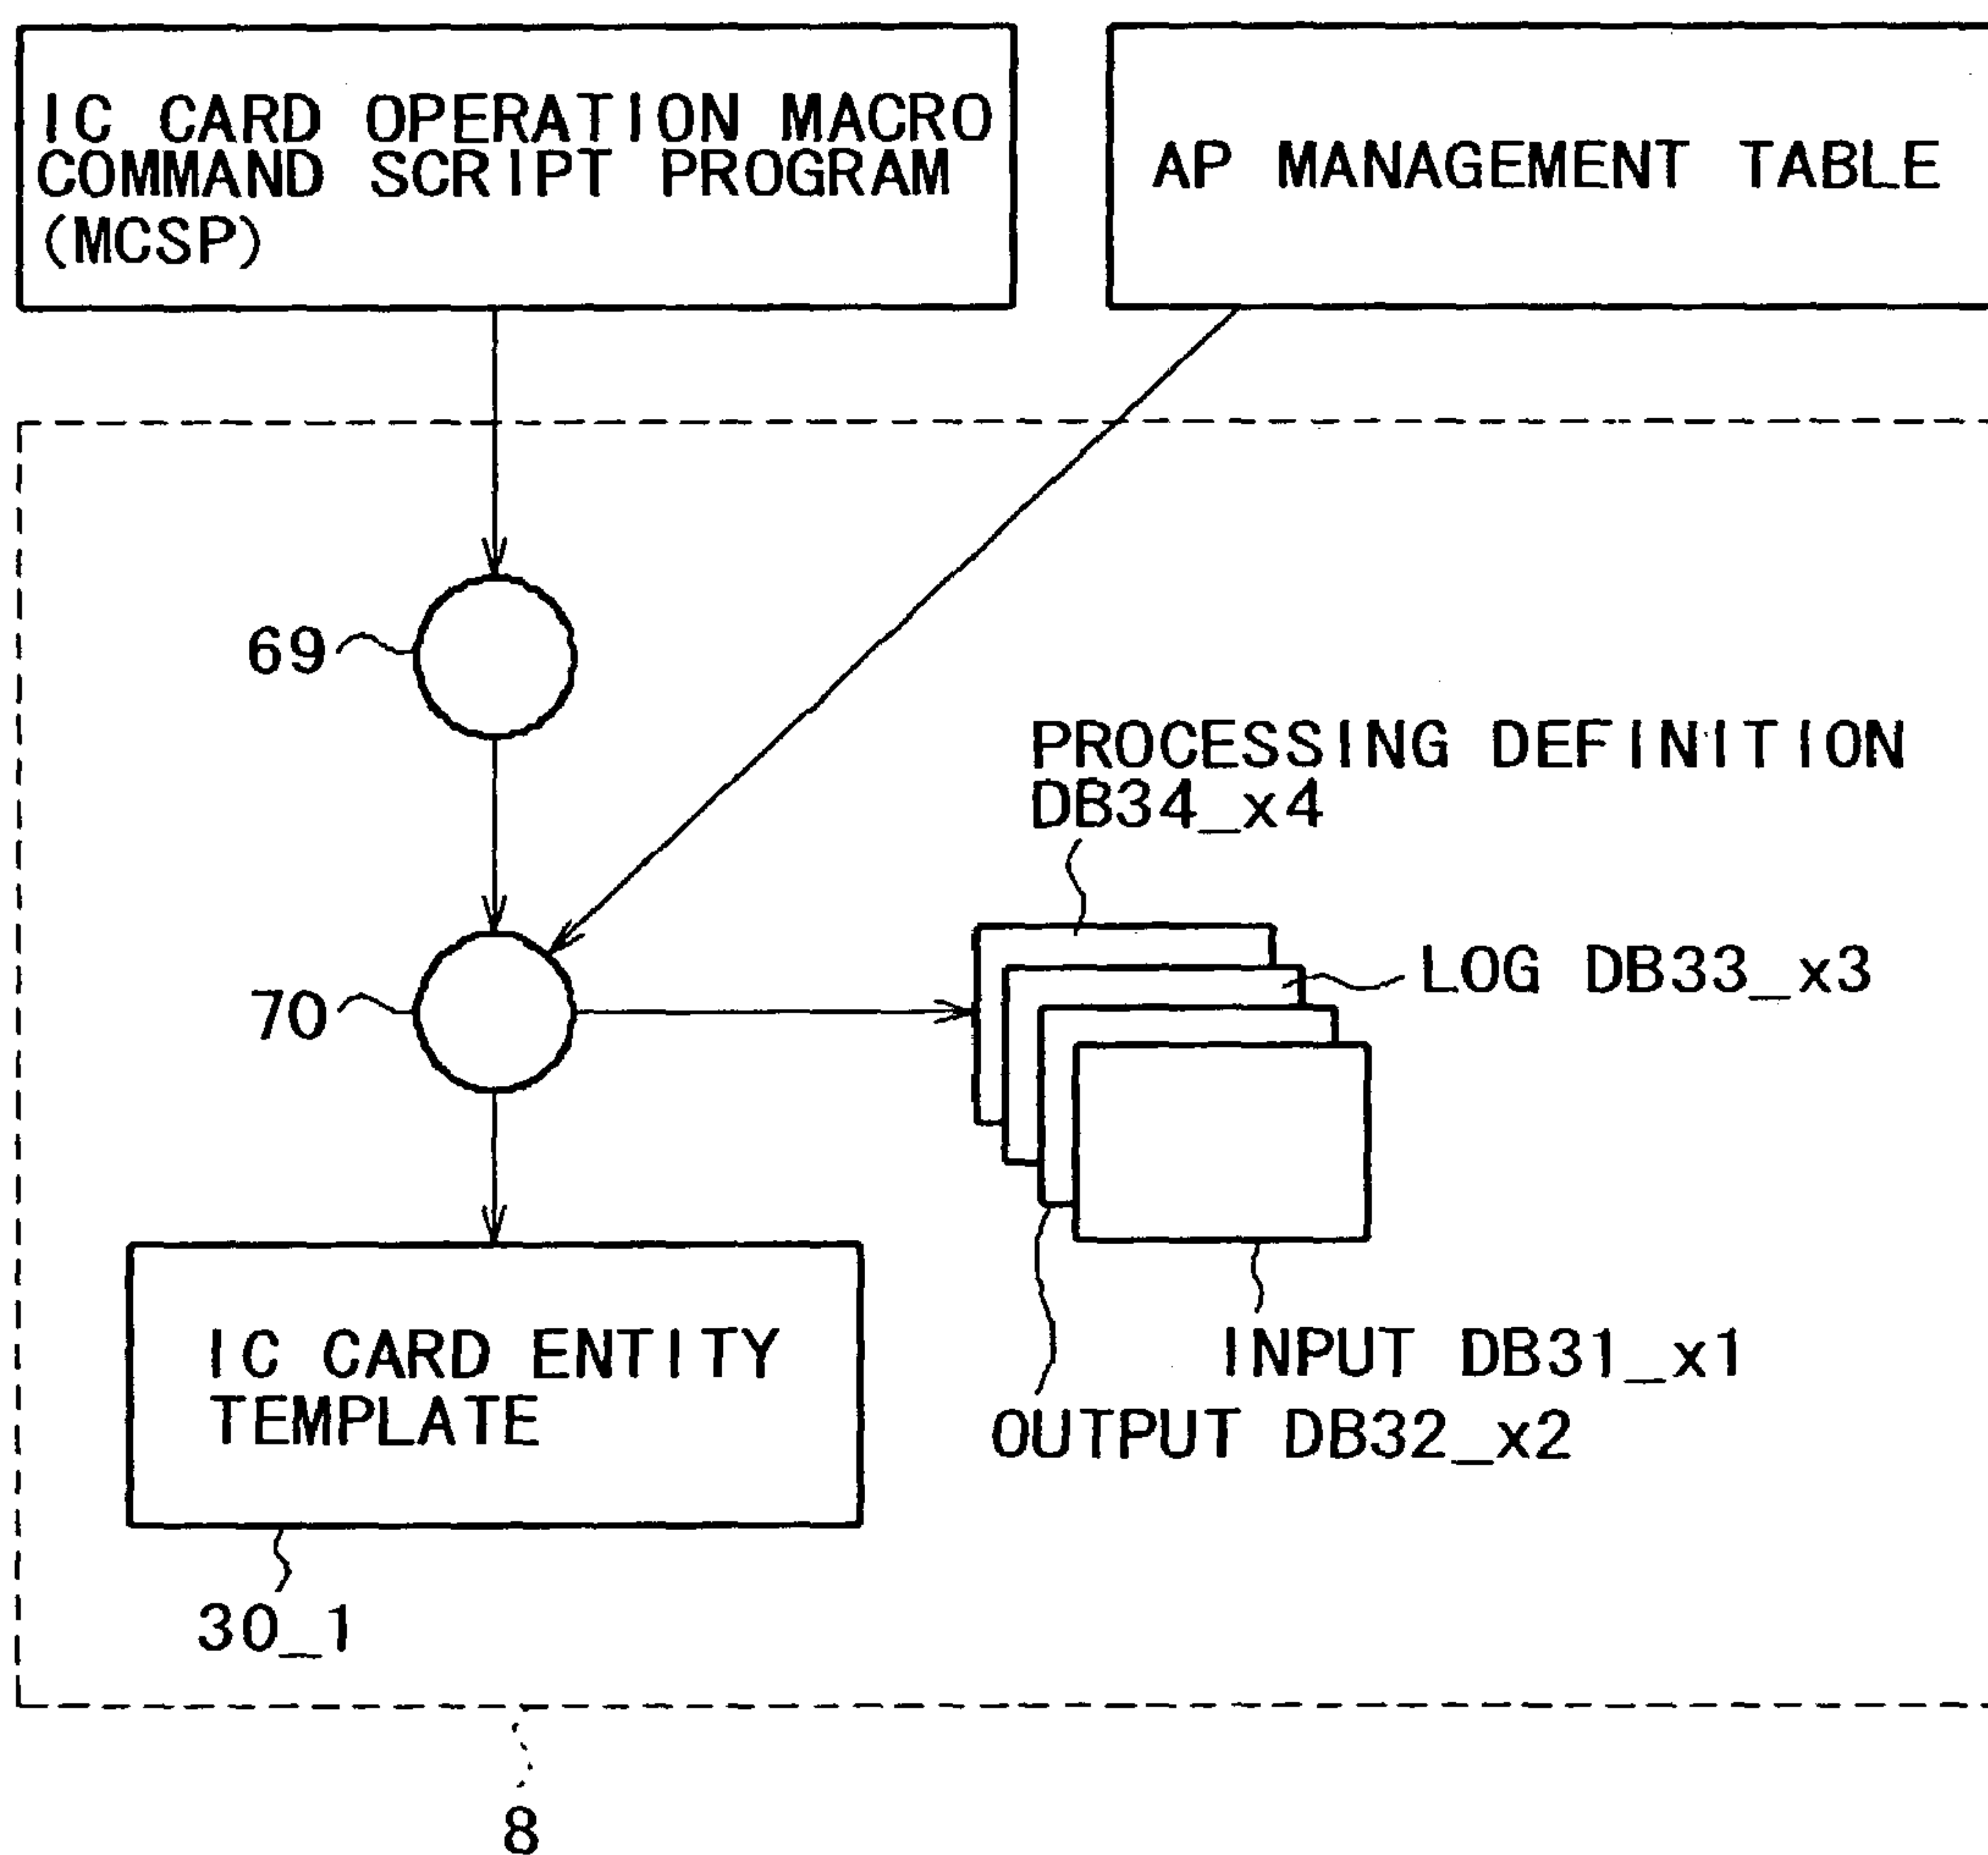 IC CARD OPERATION MACRO
COMMAND SCRIPT PROGRAM
(MCSP)
AP MANAGEMENT TABLE
69
PROCESSING DEFINITION
DB34_x4
LOG DB33_x3
70
IC CARD ENTITY
TEMPLATE
INPUT DB31_x1
OUTPUT DB32_x2
30_1
8